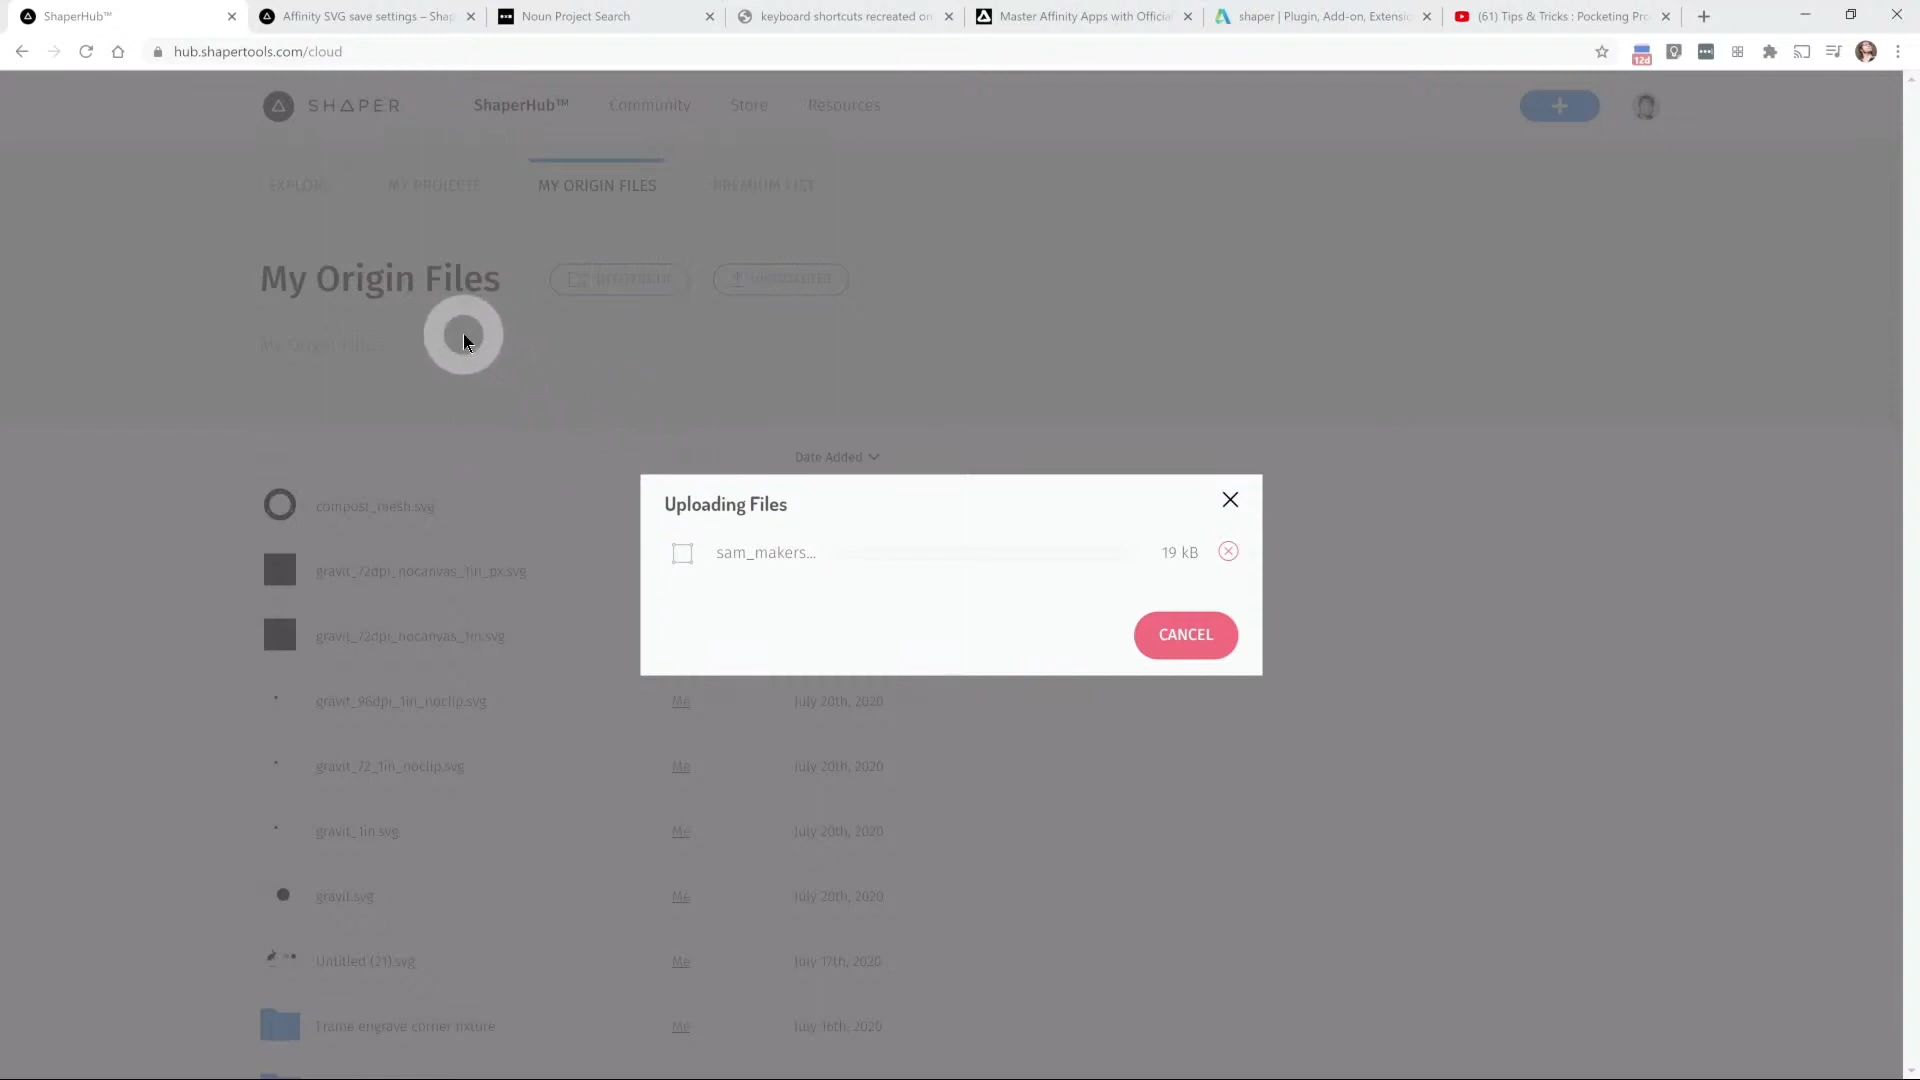 ShaperHub™
Affinity SVG save settings – Shap
Noun Project Search
keyboard shortcuts recreated on
Master Affinity Apps with Officia
shaper | Plugin, Add-on, Extensio
(61) Tips & Tricks : Pocketing Pro
hub.shapertools.com/cloud
12d
SHAPER
ShaperHub™
Community
Store
Resources
EXPLORE
MY PROJECTS
MY ORIGIN FILES
PREMIUM LIST
My Origin Files
My Origin Files
Date Added
compost_mesh.svg
gravit_72dpi_nocanvas_1in_px.svg
gravit_72dpi_nocanvas_1in.svg
Uploading Files
sam_makers...
19 kB
CANCEL
gravit_96dpi_1in_noclip.svg Me July 20th, 2020
gravit_72_1in_noclip.svg Me July 20th, 2020
gravit_1in.svg Me July 20th, 2020
gravit.svg Me July 20th, 2020
Untitled (21).svg Me July 17th, 2020
Frame engrave corner fixture Me July 16th, 2020